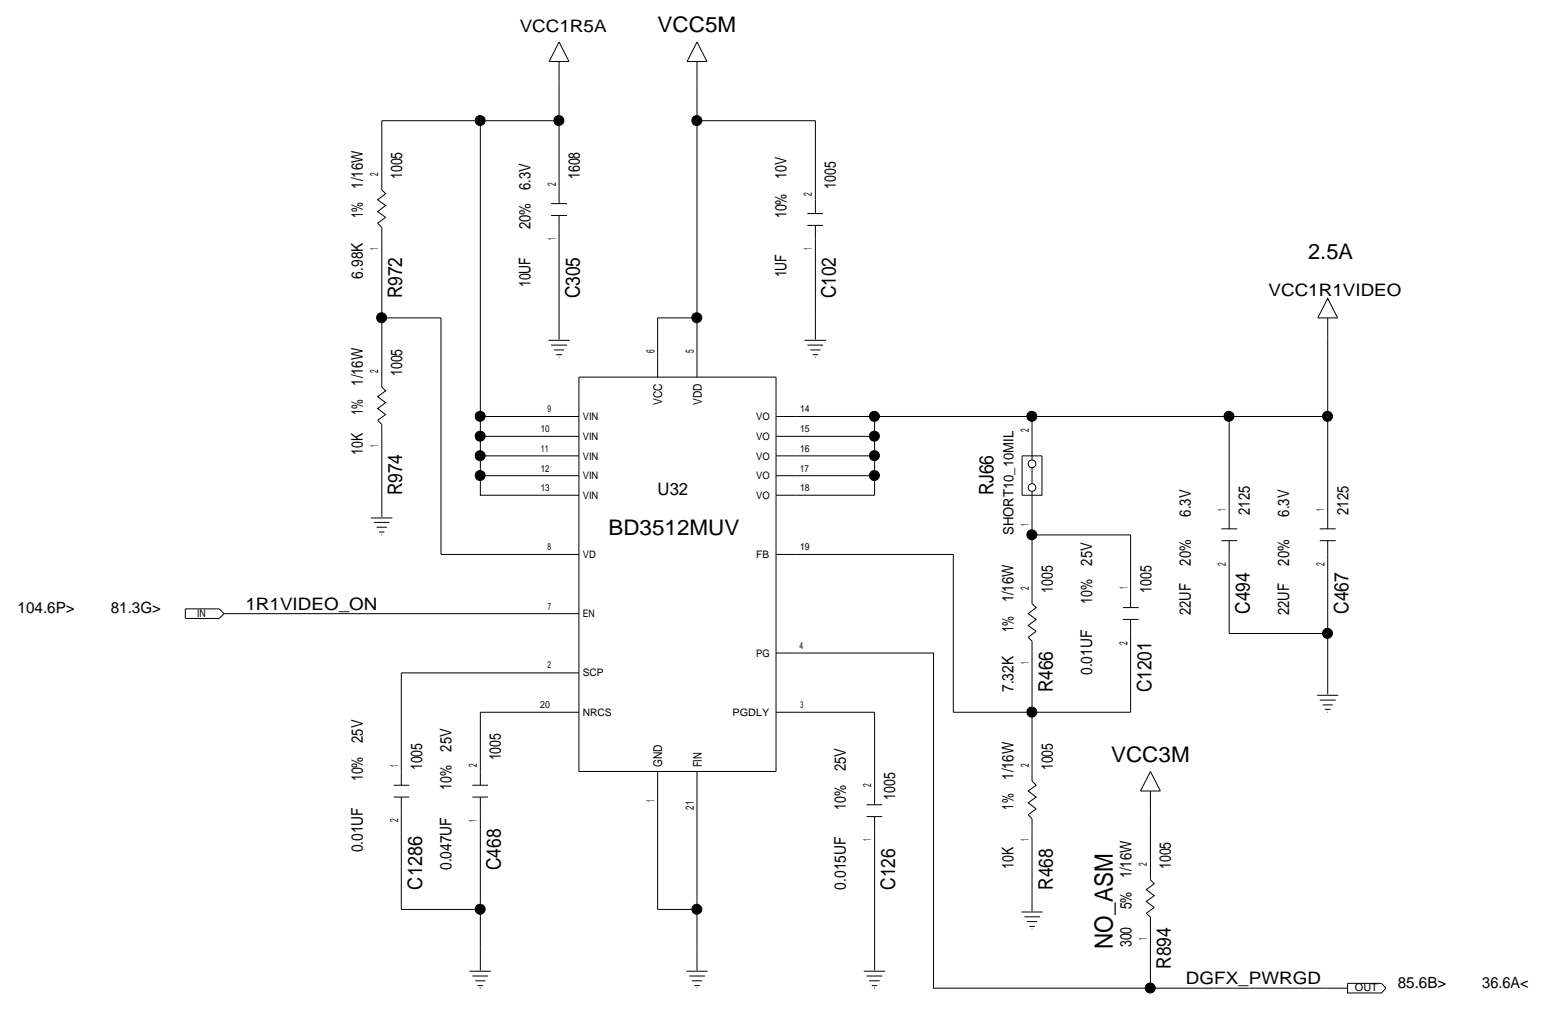 VCC1R5A
VCC5M
6.98K 1% 1/16W
2
1
1005
R972
10UF 20% 6.3V
2
1
1608
C305
1UF 10% 10V
2
1
1005
C102
2.5A
VCC1R1VIDEO
10K 1% 1/16W
2
1
1005
R974
6
5
VCC
VDD
9
VIN
10
VIN
11
VIN
12
VIN
13
VIN
VO
14
VO
15
VO
16
VO
17
VO
18
U32
BD3512MUV
8
VD
FB
19
104.6P>
81.3G>
IN
1R1VIDEO_ON
7
EN
PG
4
2
SCP
20
NRCS
PGDLY
3
GND
FIN
1
21
RJ66
SHORT10_10MIL
2
1
7.32K 1% 1/16W
2
1
1005
R466
0.01UF 10% 25V
1
2
1005
C1201
22UF 20% 6.3V
1
2
2125
C494
22UF 20% 6.3V
1
2
2125
C467
0.01UF 10% 25V
1
2
1005
C1286
0.047UF 10% 25V
2
1
1005
C468
0.015UF 10% 25V
2
1
1005
C126
10K 1% 1/16W
2
1
1005
R468
VCC3M
NO_ASM
300 5% 1/16W
2
1
1005
R894
DGFX_PWRGD
OUT
85.6B>
36.6A<